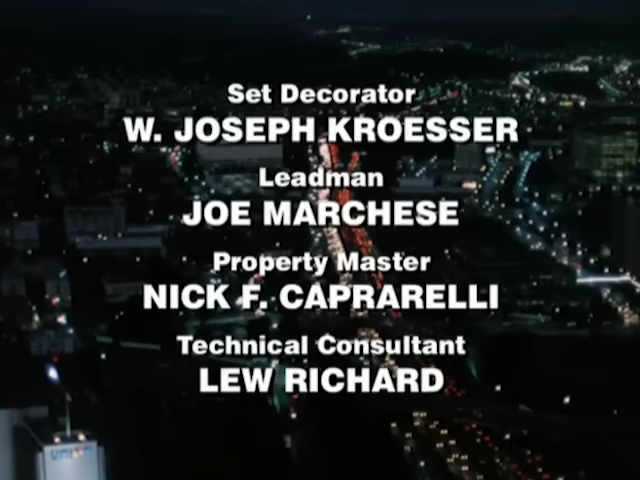 Set Decorator
W. JOSEPH KROESSER
Leadman
JOE MARCHESE
Property Master
NICK F. CAPRARELLI
Technical Consultant
LEW RICHARD